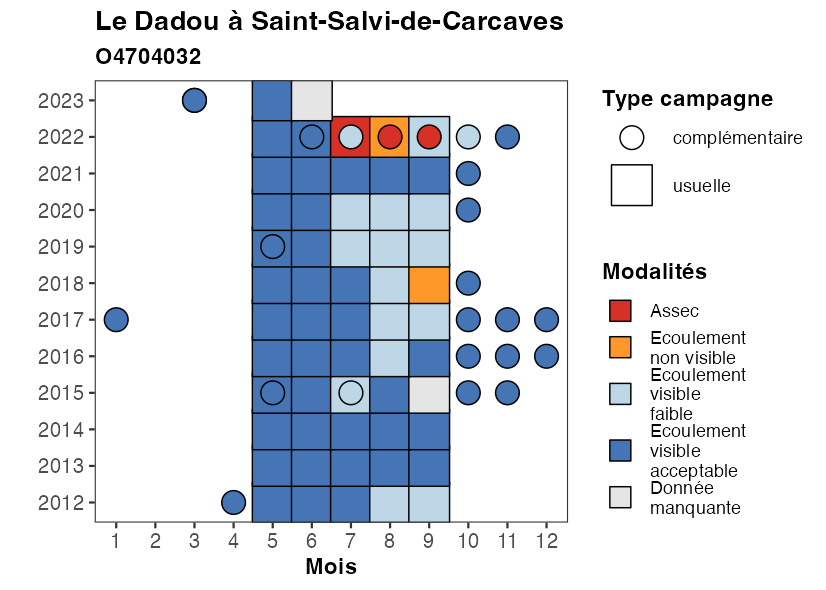 Le Dadou à Saint-Salvi-de-Carcaves
O4704032
2023
2022
2021
2020
2019
2018
2017
2016
2015
2014
2013
2012
1 2 3 4 5 6 7 8 9 10 11 12
Mois
Type campagne
complémentaire
usuelle
Modalités
Assec
Ecoulement
non visible
Ecoulement
visible
faible
Ecoulement
visible
acceptable
Donnée
manquante